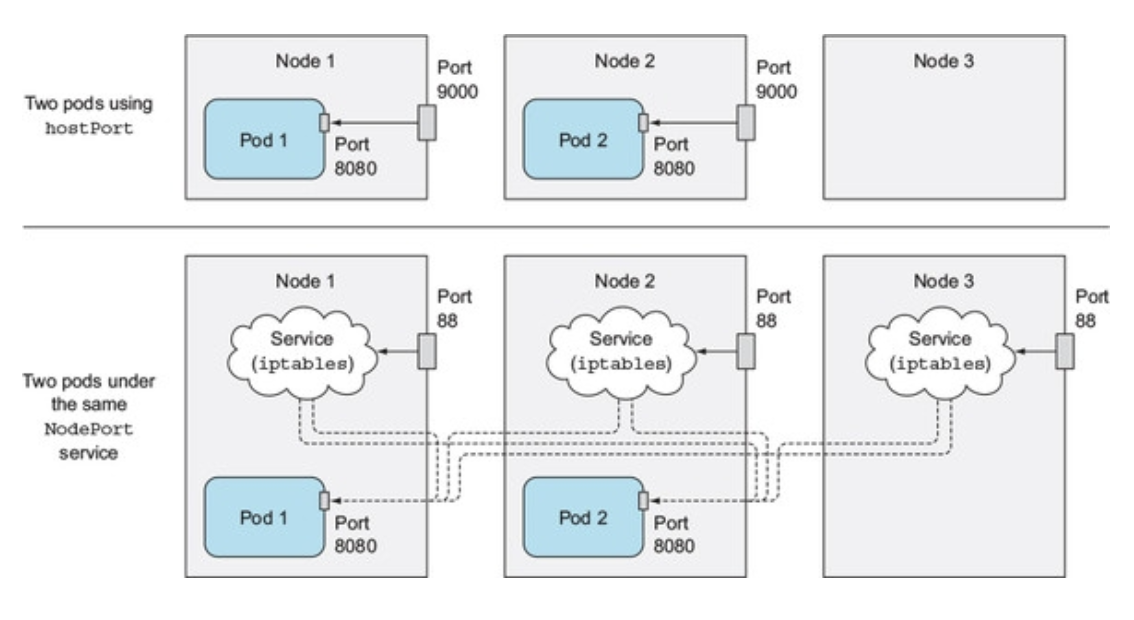 Two pods using
hostPort
Node 1
Pod 1
Port
8080
Port
9000
Node 2
Pod 2
Port
8080
Port
9000
Node 3
Two pods under
the same
NodePort
service
Node 1
Service
(iptables)
Port
88
Pod 1
Port
8080
Node 2
Service
(iptables)
Port
88
Pod 2
Port
8080
Node 3
Service
(iptables)
Port
88